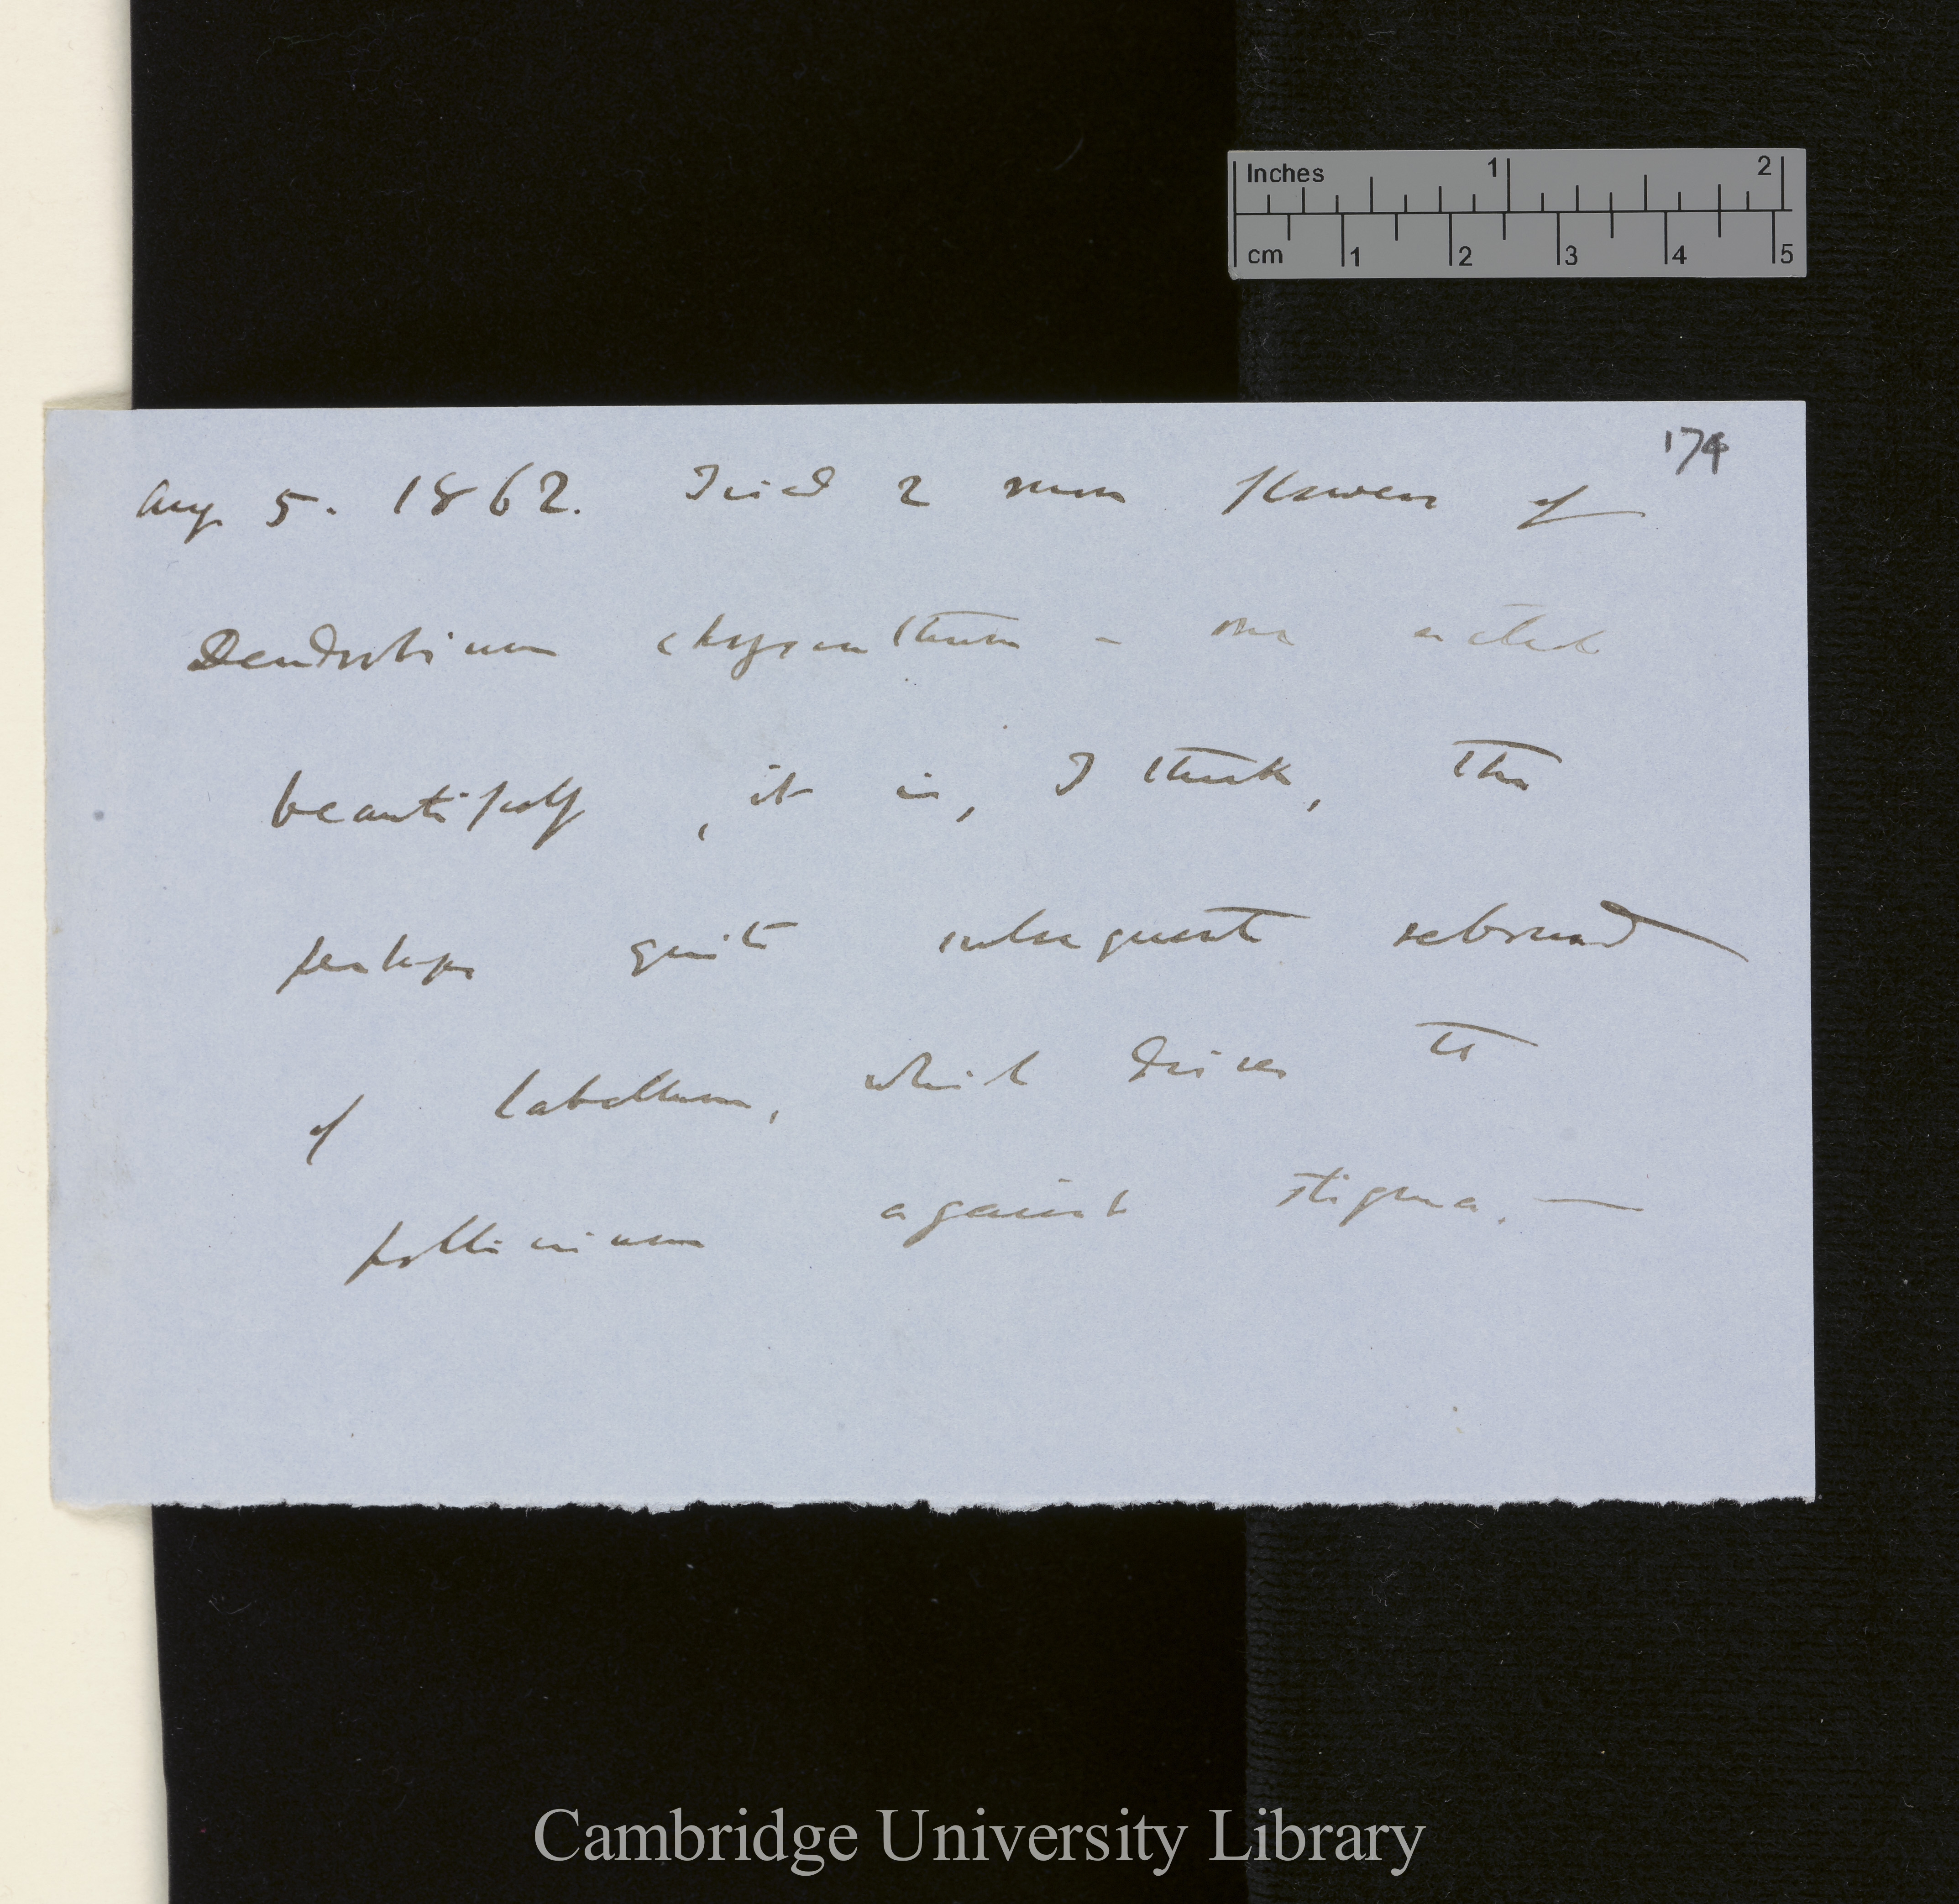 Inches 1 2
cm 1 2 3 4 5
174
Aug 5. 1862. Tried 2 more flowers of
Dendrobium chrysanthum – one acted
beautifully, it is, I think, the
perhaps quite subsequent rebound
of labellum, which drives the
pollinium against stigma. —
Cambridge University Library